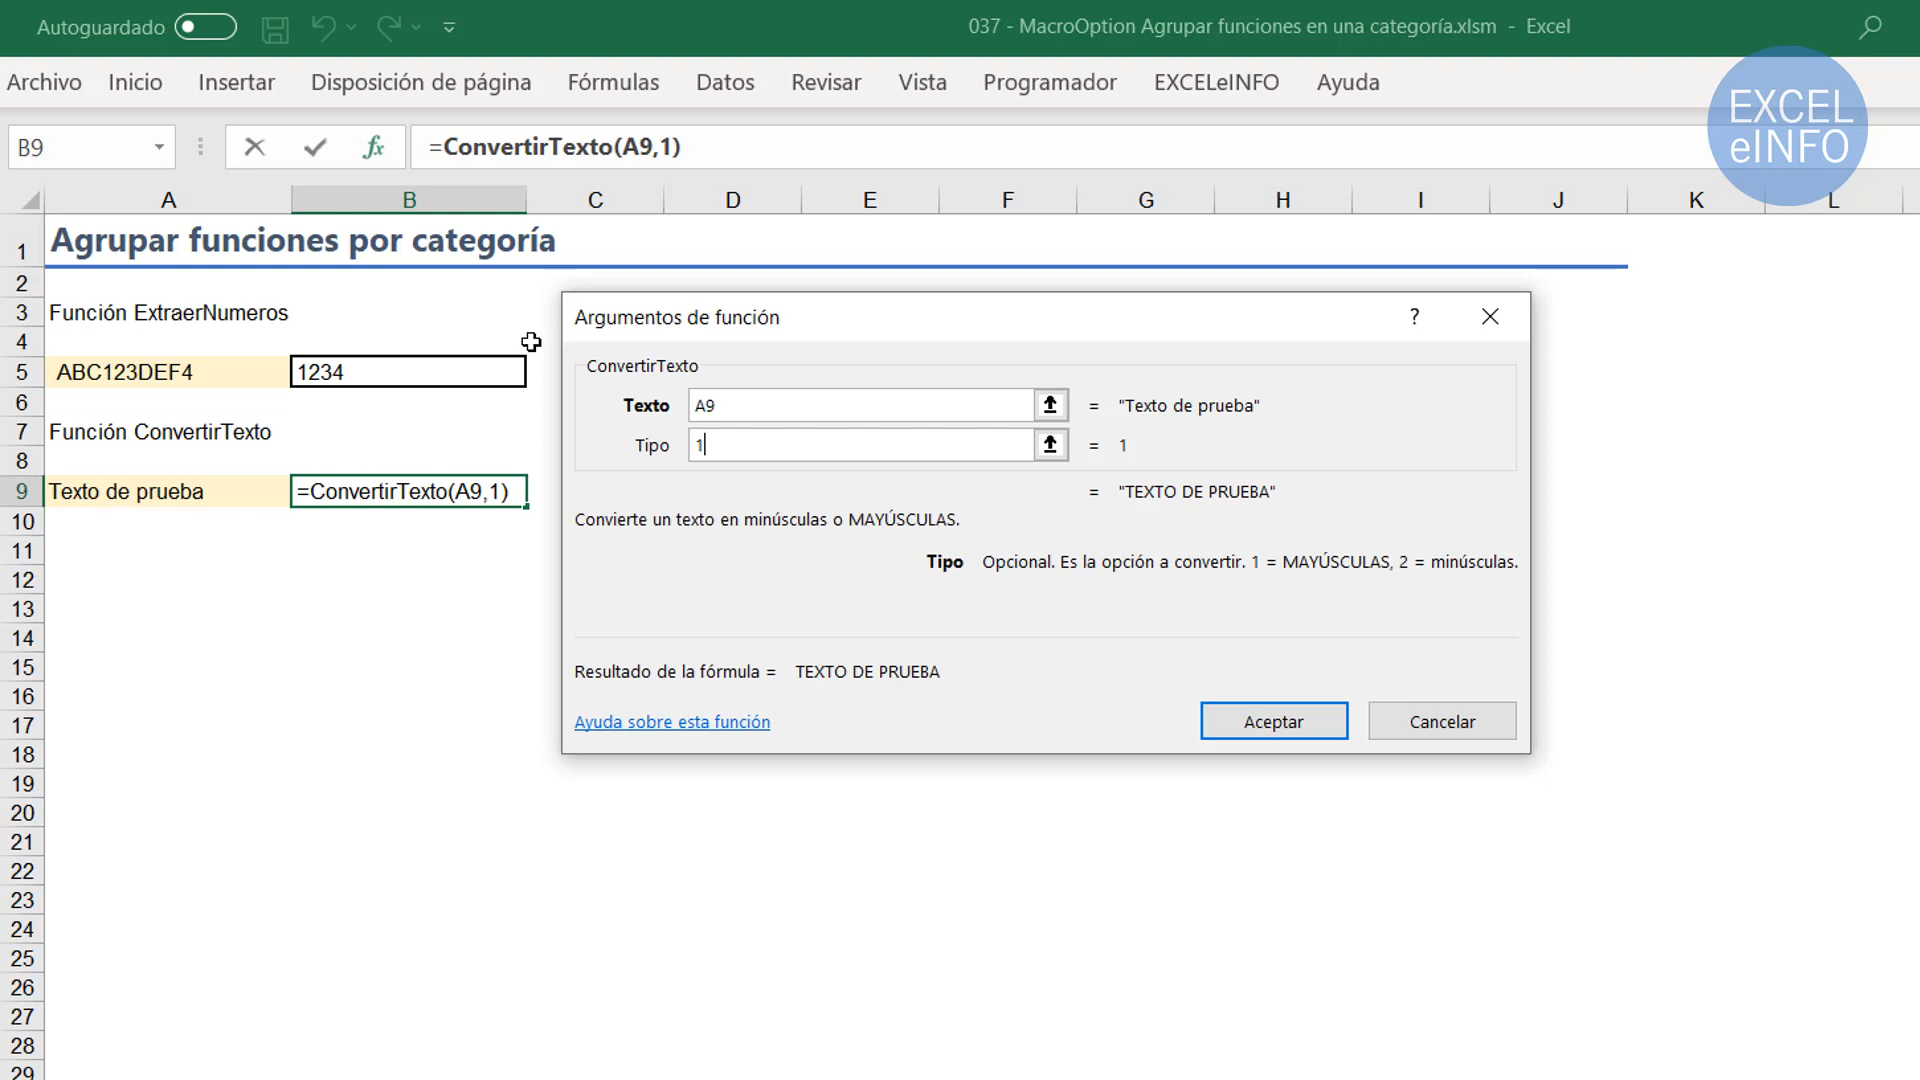 Autoguardado
037 - MacroOption Agrupar funciones en una categoría.xlsm - Excel
Archivo Inicio Insertar Disposición de página Fórmulas Datos Revisar Vista Programador EXCELeINFO Ayuda
EXCEL
eINFO
B9 fx =ConvertirTexto(A9,1)
A B C D E F G H I J K L
1 Agrupar funciones por categoría
2
3 Función ExtraerNumeros
4
5 ABC123DEF4 1234
6
7 Función ConvertirTexto
8
9 Texto de prueba =ConvertirTexto(A9,1)
10
11
12
13
14
15
16
17
18
19
20
21
22
23
24
25
26
27
28
29
Argumentos de función ?
ConvertirTexto
Texto A9 = "Texto de prueba"
Tipo 1 = 1
= "TEXTO DE PRUEBA"
Convierte un texto en minúsculas o MAYÚSCULAS.
Tipo Opcional. Es la opción a convertir. 1 = MAYÚSCULAS, 2 = minúsculas.
Resultado de la fórmula = TEXTO DE PRUEBA
Ayuda sobre esta función Aceptar Cancelar